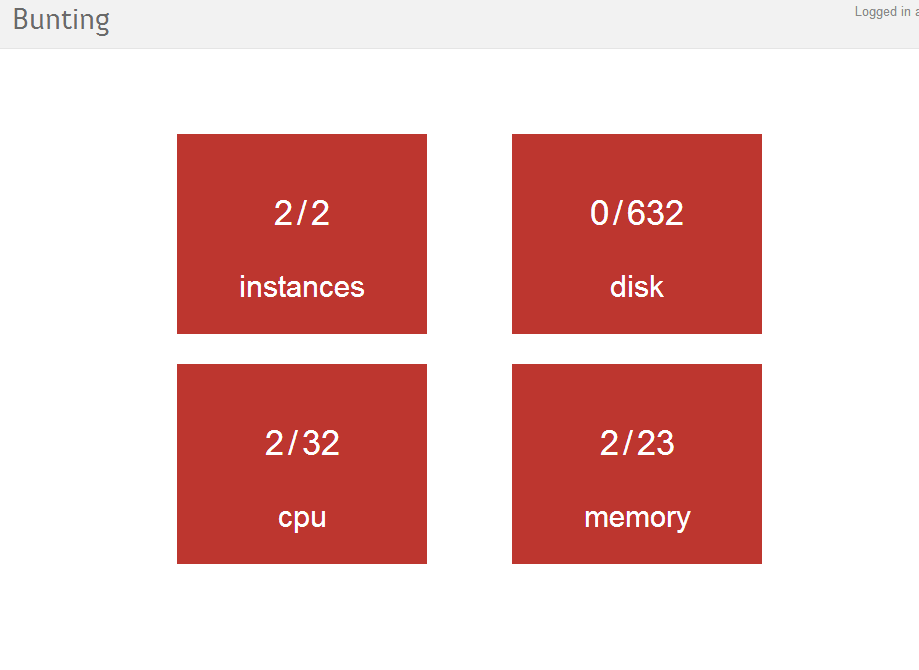 Bunting
Logged in a
2/2
instances
0/632
disk
2/32
cpu
2/23
memory